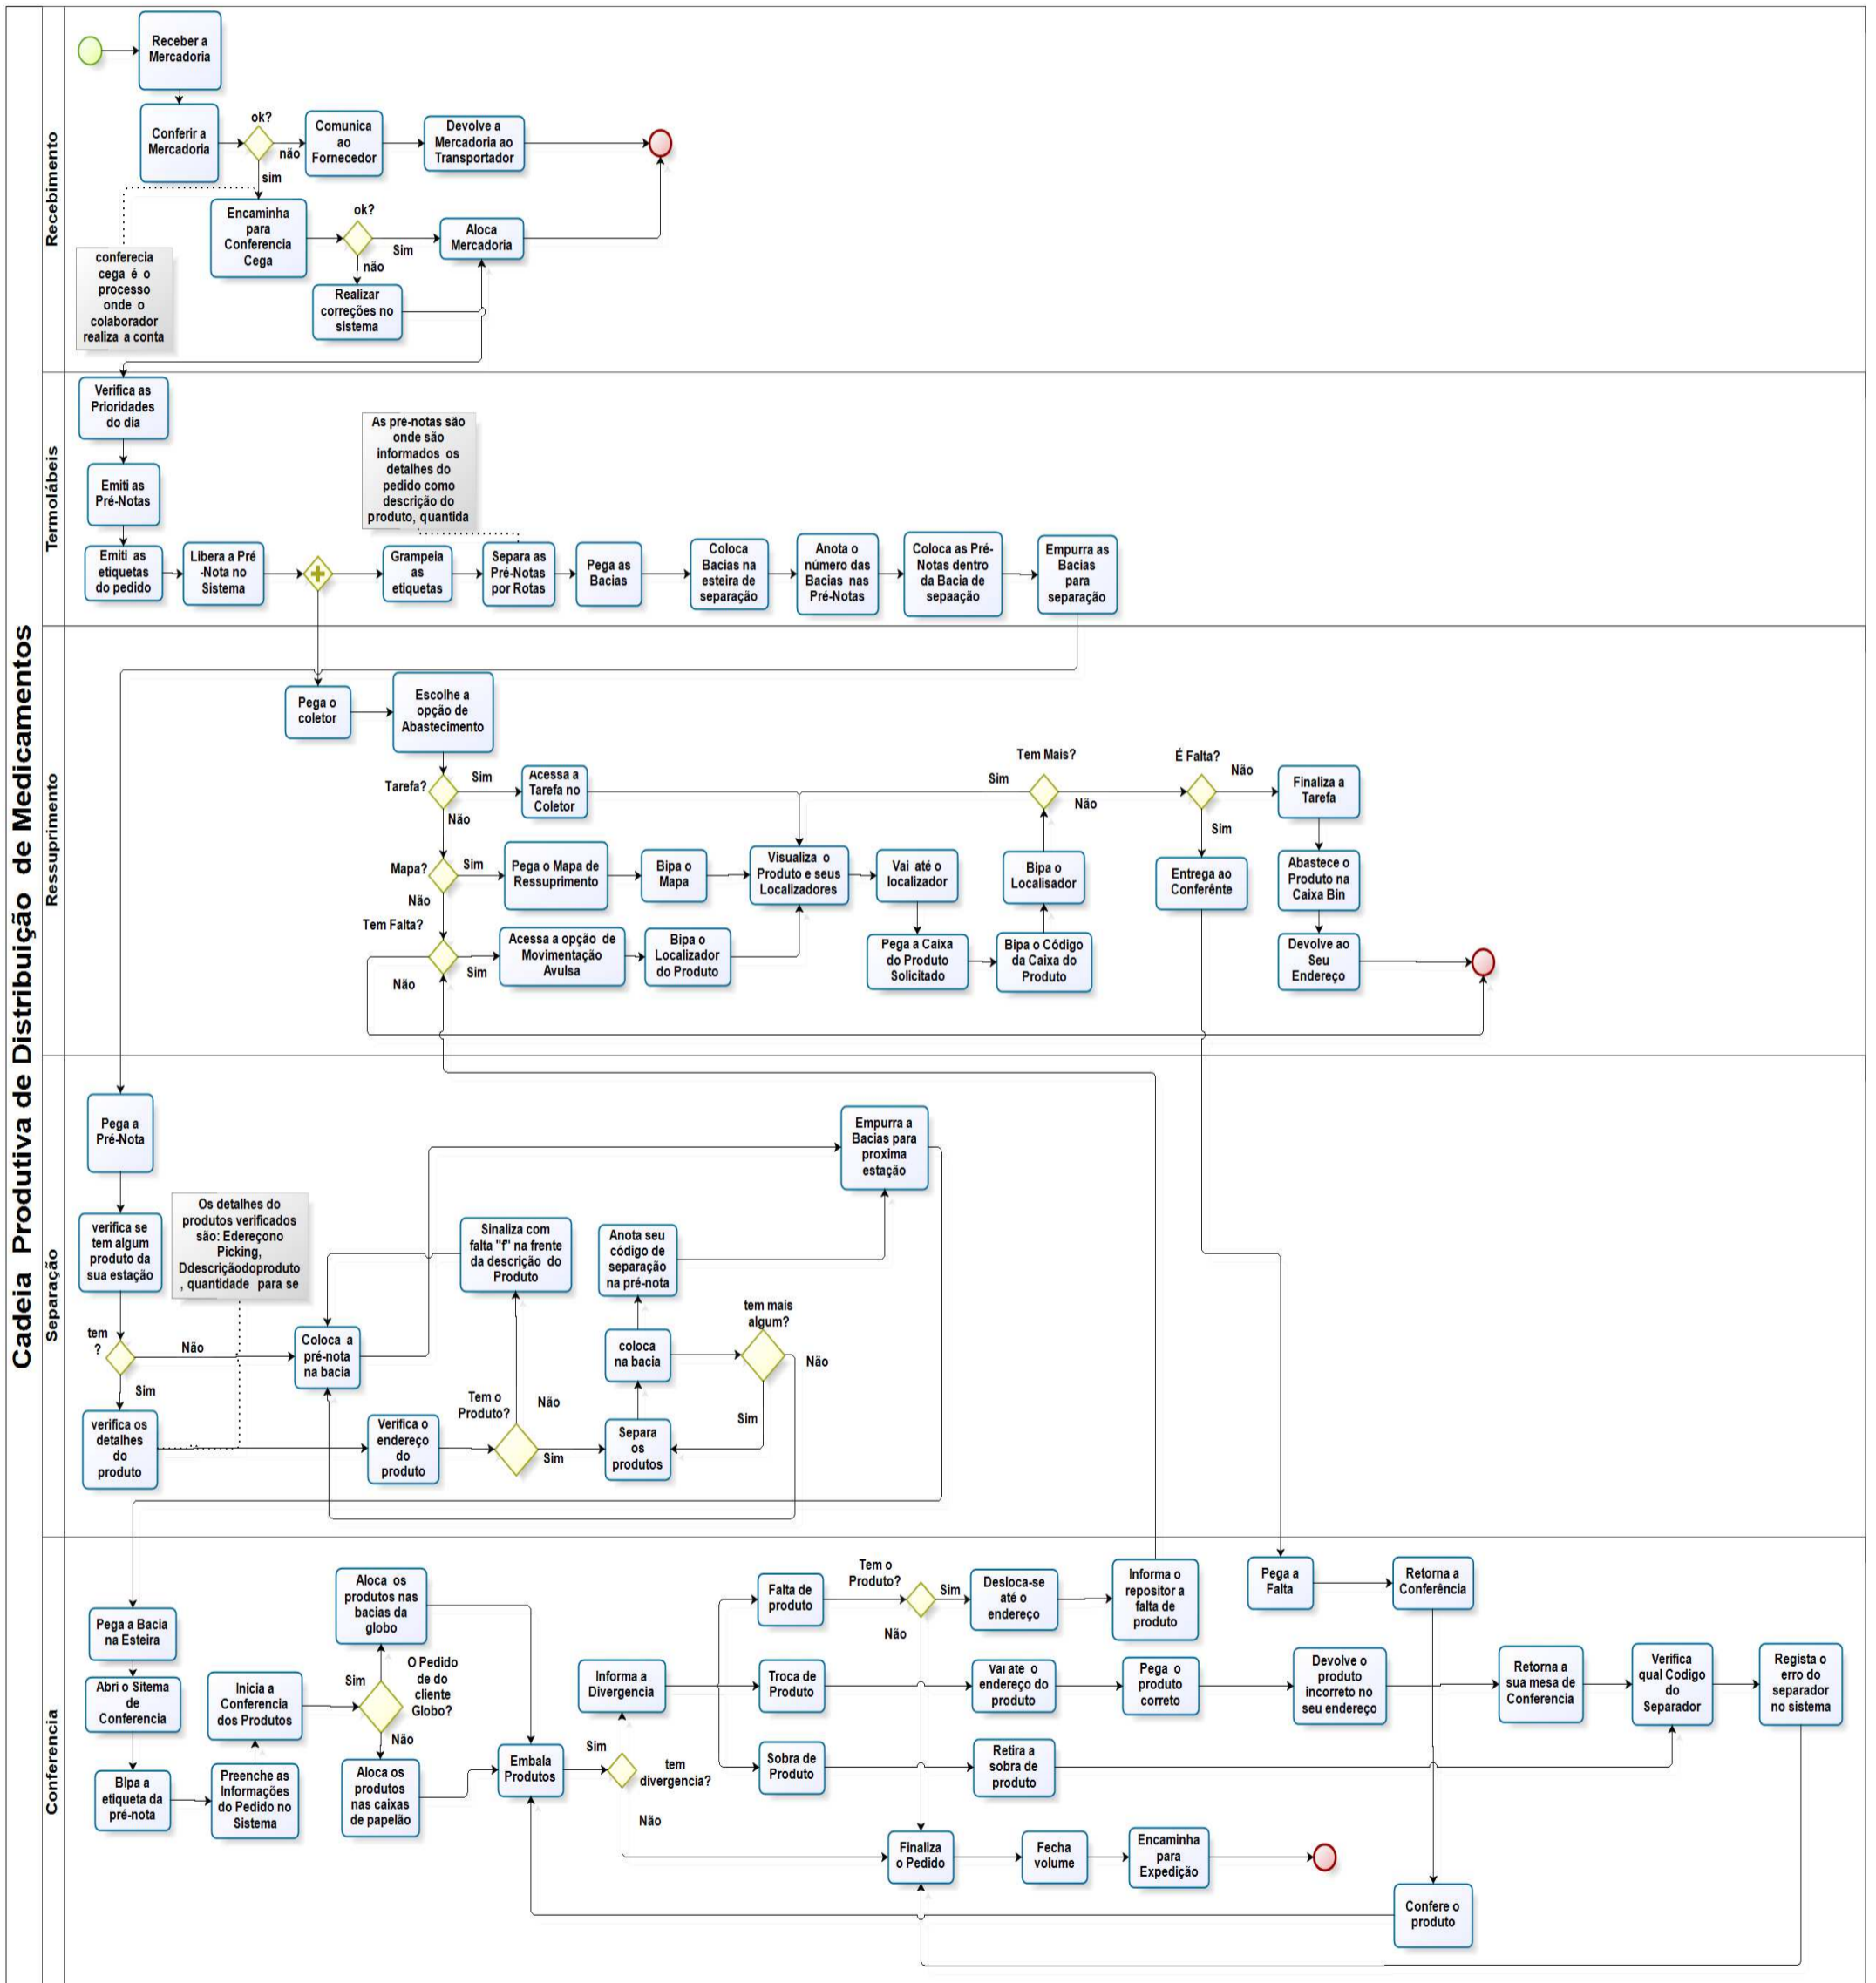 Cadeia Produtiva de Distribuição de Medicamentos
Recebimento
Receber a
Mercadoria
Conferir a
Mercadoria
ok?
não
sim
Comunica
ao
Fornecedor
Devolve a
Mercadoria ao
Transportador
Encaminha
para
Conferencia
Cega
ok?
Sim
não
Aloca
Mercadoria
Realizar
correções no
sistema
conferecia
cega é o
processo
onde o
colaborador
realiza a conta
Termolábeis
Verifica as
Prioridades
do dia
Emiti as
Pré-Notas
Emiti as
etiquetas
do pedido
Libera a Pré
-Nota no
Sistema
As pré-notas são
onde são
informados os
detalhes do
pedido como
descrição do
produto, quantida
Grampeia
as
etiquetas
Separa as
Pré-Notas
por Rotas
Pega as
Bacias
Coloca
Bacias na
esteira de
separação
Anota o
número das
Bacias nas
Pré-Notas
Coloca as Pré-
Notas dentro
da Bacia de
sepaação
Empurra as
Bacias
para
separação
Ressuprimento
Pega o
coletor
Escolhe a
opção de
Abastecimento
Tarefa?
Sim
Não
Acessa a
Tarefa no
Coletor
Mapa?
Sim
Não
Pega o Mapa de
Ressuprimento
Bipa o
Mapa
Tem Falta?
Sim
Não
Acessa a opção de
Movimentação
Avulsa
Bipa o
Localizador
do Produto
Visualiza o
Produto e seus
Localizadores
Vai até o
localizador
Pega a Caixa
do Produto
Solicitado
Bipa o Código
da Caixa do
Produto
Bipa o
Localisador
Tem Mais?
Sim
Não
É Falta?
Não
Sim
Entrega ao
Conferênte
Finaliza a
Tarefa
Abastece o
Produto na
Caixa Bin
Devolve ao
Seu
Endereço
Separação
Pega a
Pré-Nota
verifica se
tem algum
produto da
sua estação
tem
?
Não
Sim
verifica os
detalhes
do
produto
Os detalhes do
produtos verificados
são: Edereçono
Picking,
Ddescriçãodoproduto
, quantidade para se
Coloca a
pré-nota
na bacia
Verifica o
endereço
do
produto
Tem o
Produto?
Não
Sim
Sinaliza com
falta "f" na frente
da descrição do
Produto
Separa
os
produtos
coloca
na bacia
Anota seu
código de
separação
na pré-nota
tem mais
algum?
Não
Sim
Empurra a
Bacias para
proxima
estação
Conferencia
Pega a Bacia
na Esteira
Abri o Sitema
de
Conferencia
BIpa a
etiqueta da
pré-nota
Preenche as
Informações
do Pedido no
Sistema
Inicia a
Conferencia
dos Produtos
O Pedido
de do
cliente
Globo?
Sim
Não
Aloca os
produtos nas
bacias da
globo
Aloca os
produtos
nas caixas
de papelão
Embala
Produtos
Sim
tem
divergencia?
Não
Informa a
Divergencia
Falta de
produto
Tem o
Produto?
Sim
Não
Desloca-se
até o
endereço
Informa o
repositor a
falta de
produto
Troca de
Produto
Vai até o
endereço do
produto
Pega o
produto
correto
Devolve o
produto
incorreto no
seu endereço
Retorna a
sua mesa de
Conferencia
Verifica
qual Codigo
do
Separador
Regista o
erro do
separador
no sistema
Sobra de
Produto
Retira a
sobra de
produto
Finaliza
o Pedido
Fecha
volume
Encaminha
para
Expedição
Pega a
Falta
Retorna a
Conferência
Confere o
produto